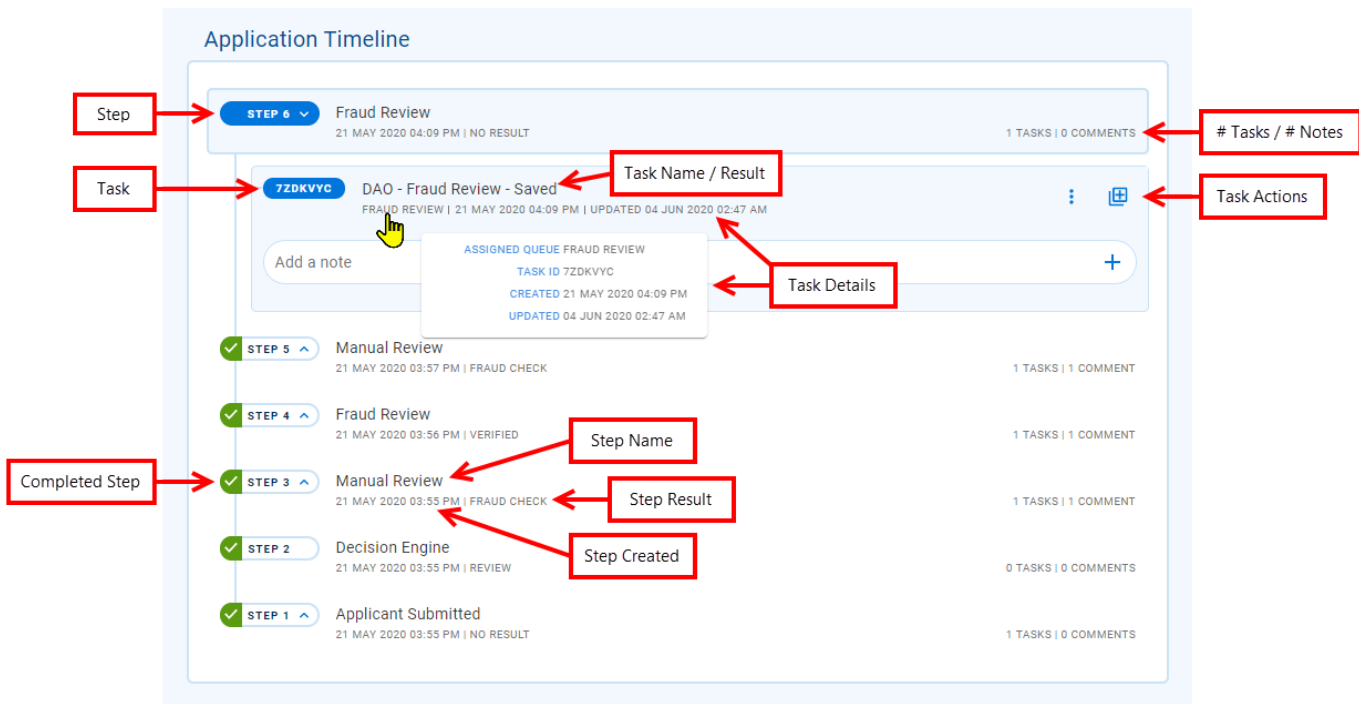 Application Timeline
Step
STEP 6
Fraud Review
21 MAY 2020 04:09 PM | NO RESULT
1 TASKS | 0 COMMENTS
# Tasks / # Notes
Task
7ZDKVYC
DAO - Fraud Review - Saved
Task Name / Result
FRAUD REVIEW | 21 MAY 2020 04:09 PM | UPDATED 04 JUN 2020 02:47 AM
Task Actions
Add a note
ASSIGNED QUEUE FRAUD REVIEW
TASK ID 7ZDKVYC
CREATED 21 MAY 2020 04:09 PM
UPDATED 04 JUN 2020 02:47 AM
Task Details
STEP 5
Manual Review
21 MAY 2020 03:57 PM | FRAUD CHECK
1 TASKS | 1 COMMENT
STEP 4
Fraud Review
21 MAY 2020 03:56 PM | VERIFIED
1 TASKS | 1 COMMENT
Step Name
Completed Step
STEP 3
Manual Review
21 MAY 2020 03:55 PM | FRAUD CHECK
1 TASKS | 1 COMMENT
Step Result
Step Created
STEP 2
Decision Engine
21 MAY 2020 03:55 PM | REVIEW
0 TASKS | 0 COMMENTS
STEP 1
Applicant Submitted
21 MAY 2020 03:55 PM | NO RESULT
1 TASKS | 0 COMMENTS